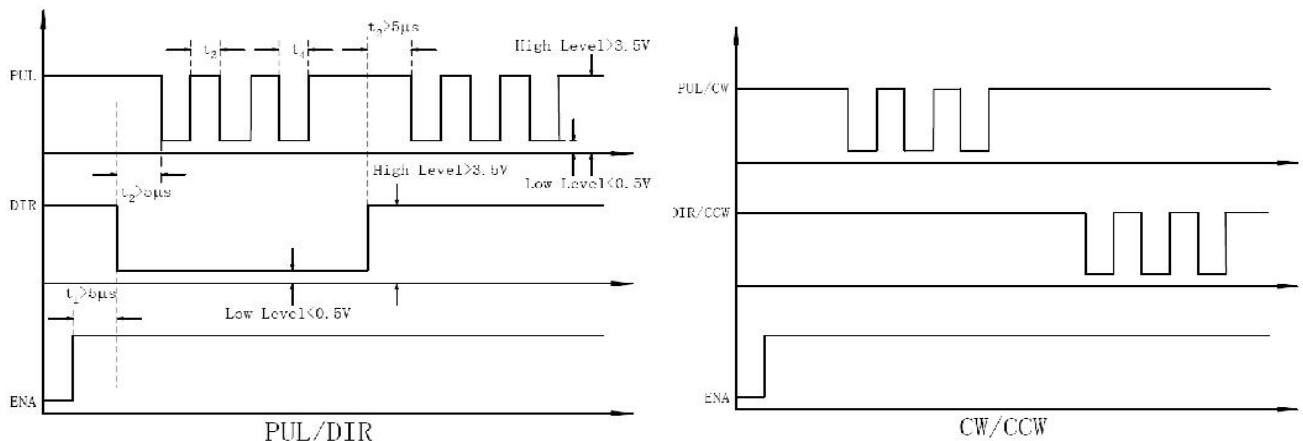 t₂>5μs
High Level>3.5V
t₃
t₄
PUL
PUL/CW
High Level>3.5V
Low Level<0.5V
t₂>5μs
DIR
DIR/CCW
t₁>5μs
Low Level<0.5V
ENA
ENA
PUL/DIR
CW/CCW